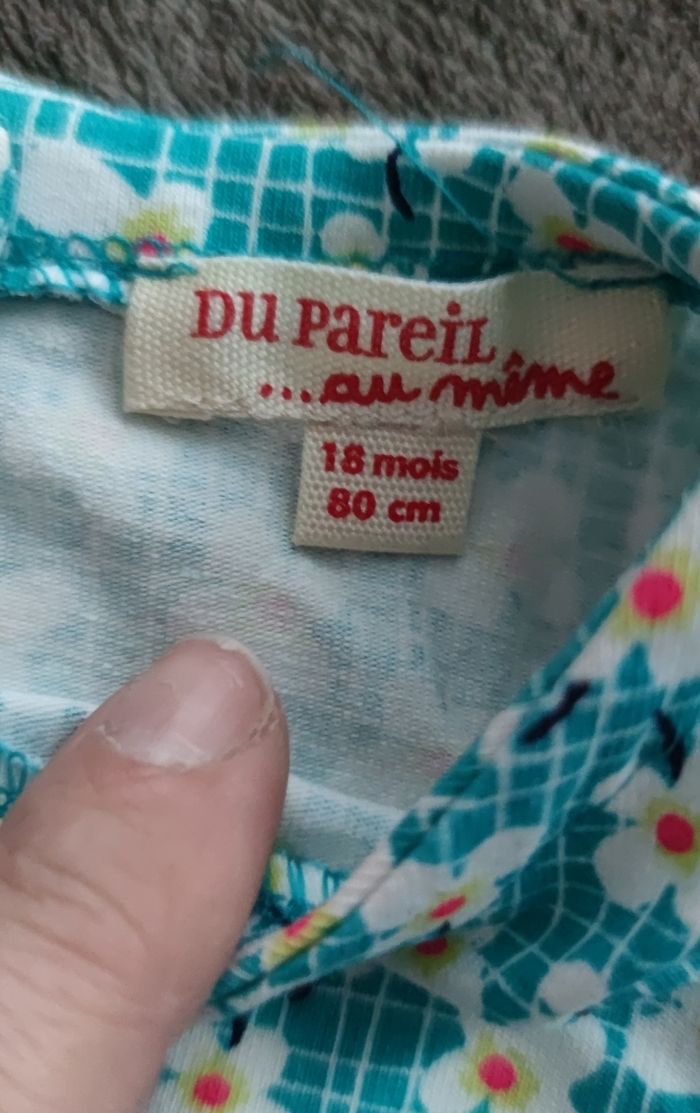 DU PareiL
...au même
18 mois
80 cm